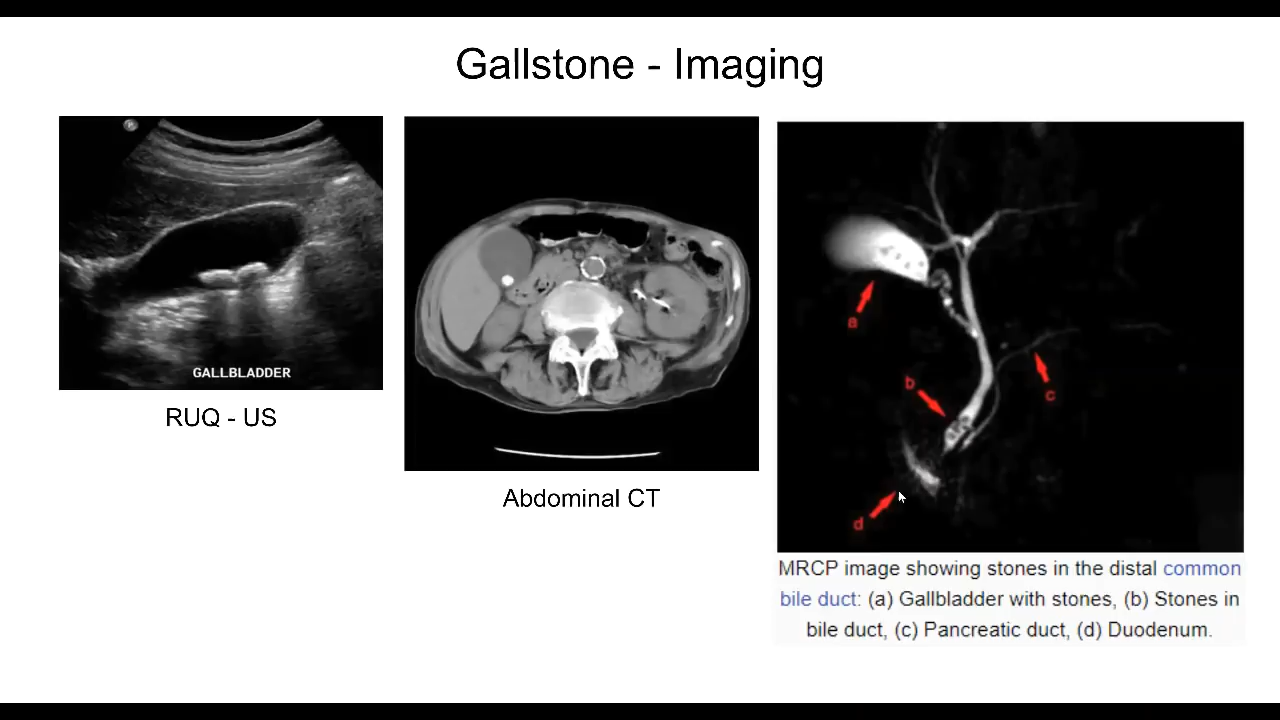 Gallstone - Imaging
GALLBLADDER
RUQ - US
Abdominal CT
a
b
c
d
MRCP image showing stones in the distal common
bile duct: (a) Gallbladder with stones, (b) Stones in
bile duct, (c) Pancreatic duct, (d) Duodenum.